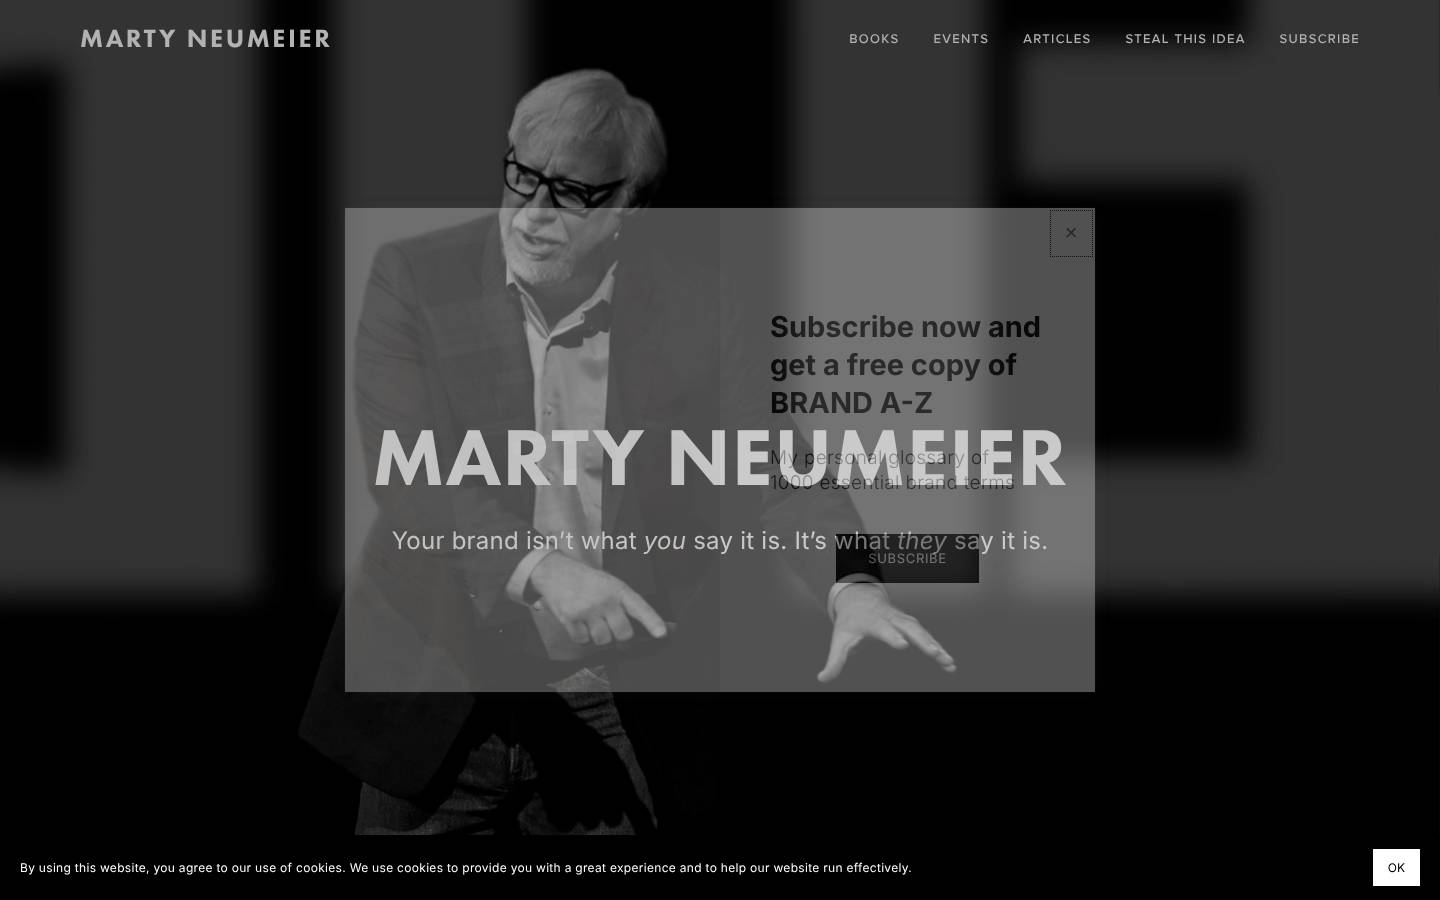 MARTY NEUMEIER
BOOKS EVENTS ARTICLES STEAL THIS IDEA SUBSCRIBE
×
Subscribe now and
get a free copy of
BRAND A-Z
MARTY NEUMEIER
My personal glossary of
1000 essential brand terms
Your brand isn't what you say it is. It's what they say it is.
SUBSCRIBE
By using this website, you agree to our use of cookies. We use cookies to provide you with a great experience and to help our website run effectively.
OK